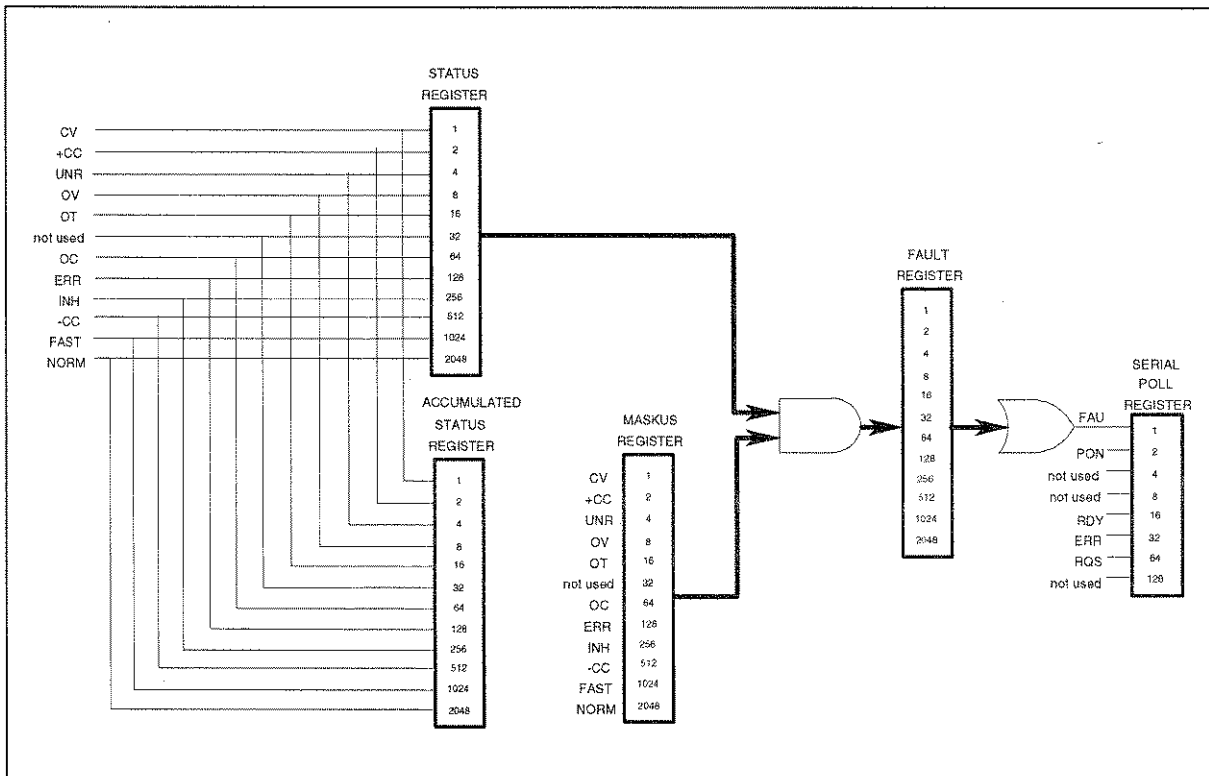 STATUS
REGISTER
CV
+CC
UNR
OV
OT
not used
OC
ERR
INH
-CC
FAST
NORM
1
2
4
8
16
32
64
128
256
512
1024
2048
ACCUMULATED
STATUS
REGISTER
1
2
4
8
16
32
64
128
256
512
1024
2048
MASKUS
REGISTER
CV
+CC
UNR
OV
OT
not used
OC
ERR
INH
-CC
FAST
NORM
1
2
4
8
16
32
64
128
256
512
1024
2048
FAULT
REGISTER
1
2
4
8
16
32
64
128
256
512
1024
2048
SERIAL
POLL
REGISTER
FAU
PON
not used
not used
RDY
ERR
RQS
not used
1
2
4
8
16
32
64
128